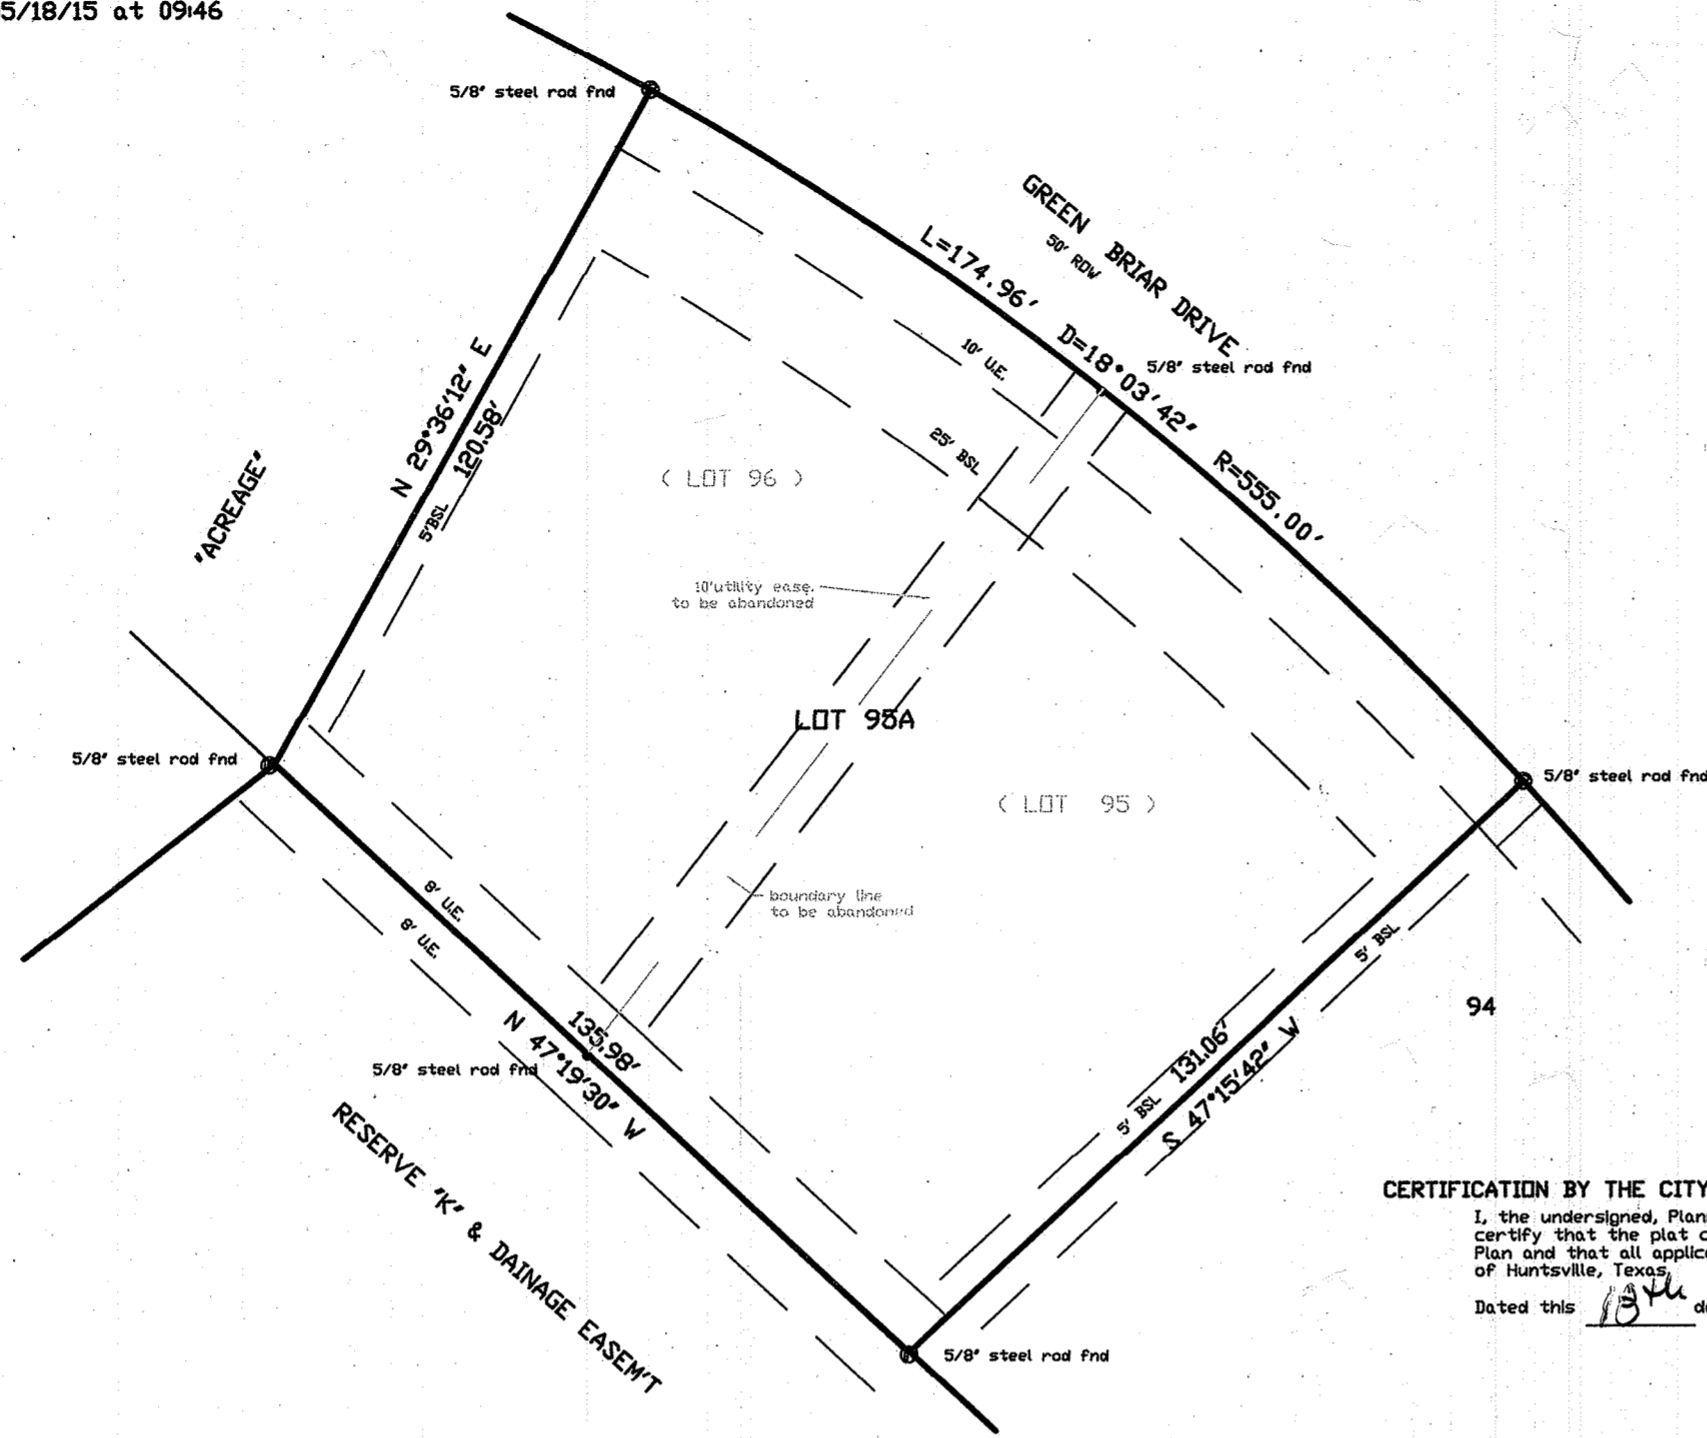 5/18/15 at 09:46
5/8" steel rod fnd
GREEN BRIAR DRIVE
50' ROW
L=174.96' D=18°03'42" R=555.00'
5/8" steel rod fnd
10' U.E.
25' BSL
N 29°36'12" E
120.58'
5'BSL
"ACREAGE"
( LOT 96 )
10'utility ease.
to be abandoned
LOT 95A
5/8" steel rod fnd
5/8" steel rod fnd
( LOT 95 )
boundary line
to be abandoned
8' U.E.
8' U.E.
5' BSL
94
135.98'
N 47°19'30" W
5/8" steel rod fnd
131.06'
S 47°15'42" W
5' BSL
RESERVE "K" & DAINAGE EASEM'T
5/8" steel rod fnd
CERTIFICATION BY THE CITY
I, the undersigned, Plan
certify that the plat c
Plan and that all applic
of Huntsville, Texas.
Dated this 13th d